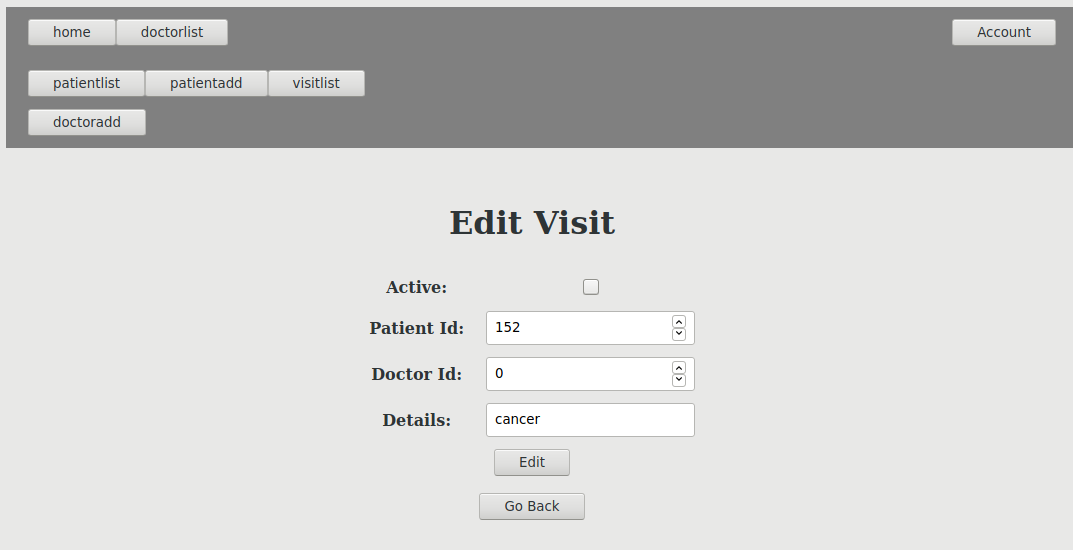 home doctorlist Account
patientlist patientadd visitlist
doctoradd
Edit Visit
Active:
Patient Id: 152
Doctor Id: 0
Details: cancer
Edit
Go Back